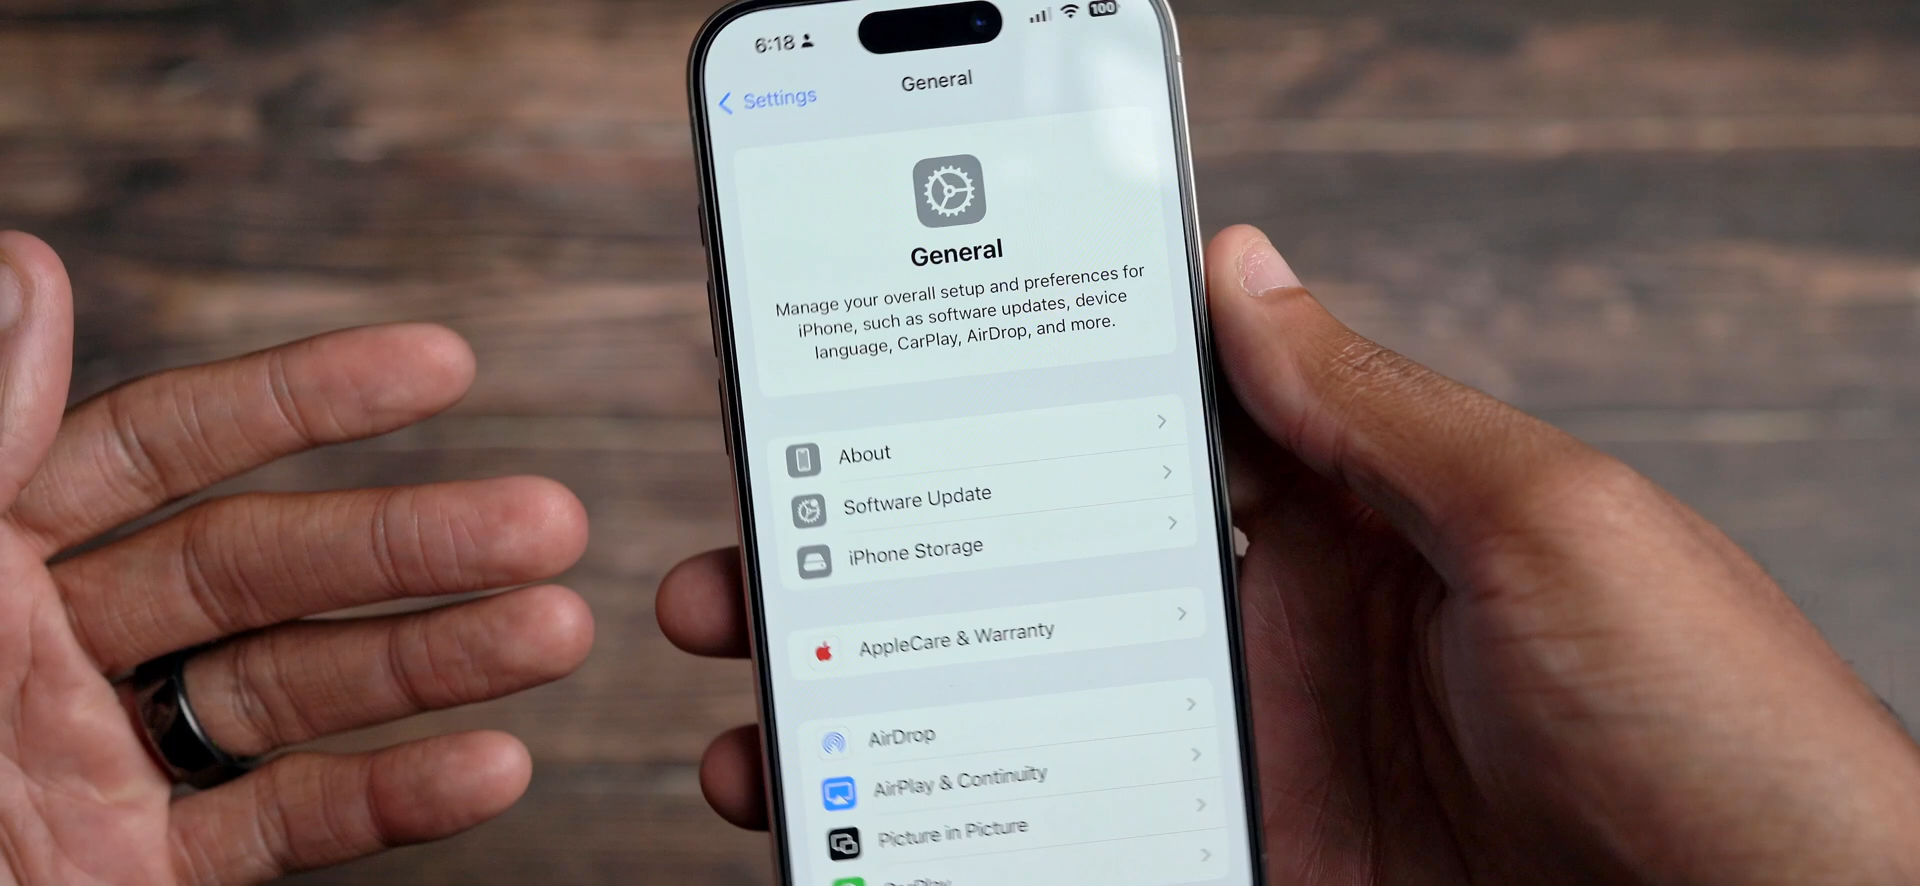 6:18
100
Settings
General
General
Manage your overall setup and preferences for
iPhone, such as software updates, device
language, CarPlay, AirDrop, and more.
About
Software Update
iPhone Storage
AppleCare & Warranty
AirDrop
AirPlay & Continuity
Picture in Picture
CarPlay